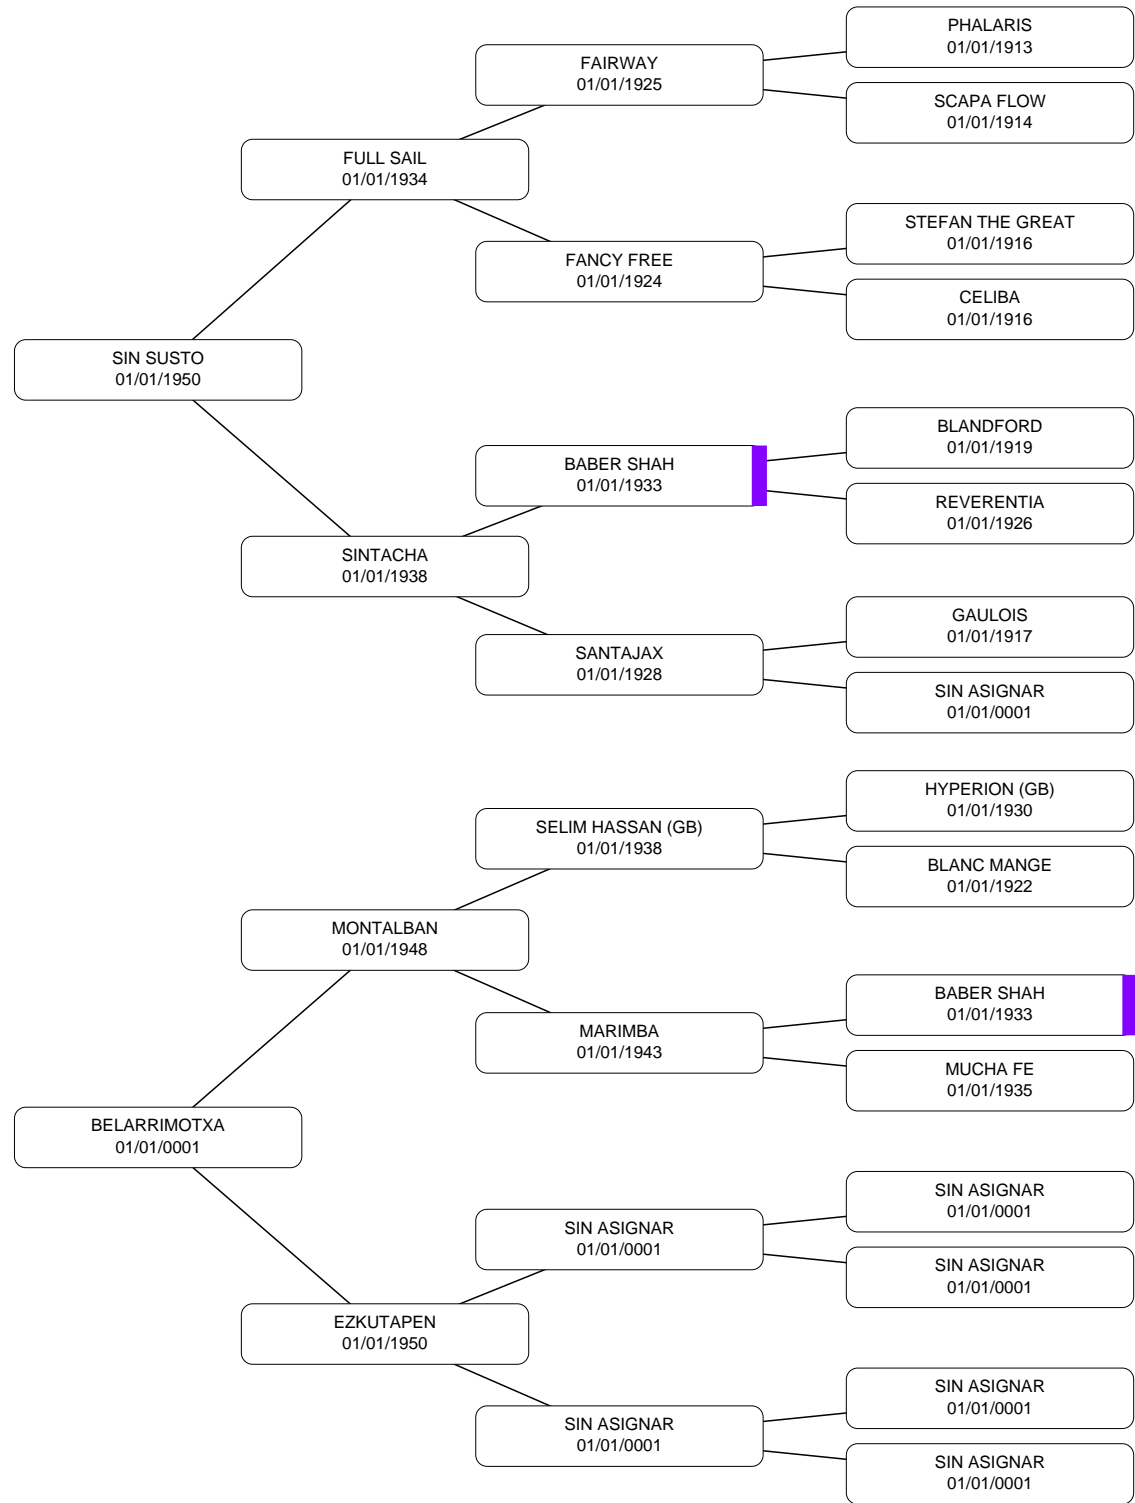 PHALARIS
01/01/1913
FAIRWAY
01/01/1925
SCAPA FLOW
01/01/1914
FULL SAIL
01/01/1934
STEFAN THE GREAT
01/01/1916
FANCY FREE
01/01/1924
CELIBA
01/01/1916
SIN SUSTO
01/01/1950
BLANDFORD
01/01/1919
BABER SHAH
01/01/1933
REVERENTIA
01/01/1926
SINTACHA
01/01/1938
GAULOIS
01/01/1917
SANTAJAX
01/01/1928
SIN ASIGNAR
01/01/0001
HYPERION (GB)
01/01/1930
SELIM HASSAN (GB)
01/01/1938
BLANC MANGE
01/01/1922
MONTALBAN
01/01/1948
BABER SHAH
01/01/1933
MARIMBA
01/01/1943
MUCHA FE
01/01/1935
BELARRIMOTXA
01/01/0001
SIN ASIGNAR
01/01/0001
SIN ASIGNAR
01/01/0001
SIN ASIGNAR
01/01/0001
EZKUTAPEN
01/01/1950
SIN ASIGNAR
01/01/0001
SIN ASIGNAR
01/01/0001
SIN ASIGNAR
01/01/0001